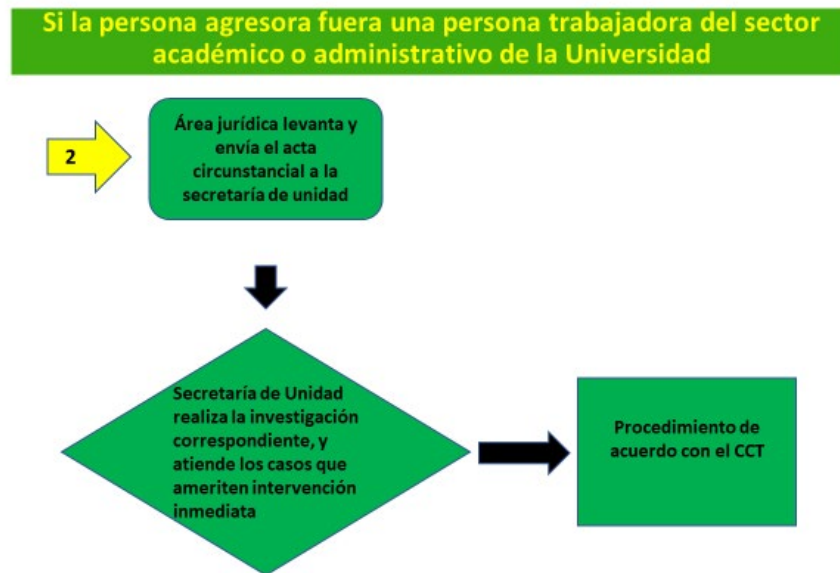 Si la persona agresora fuera una persona trabajadora del sector
académico o administrativo de la Universidad
2
Área jurídica levanta y
envía el acta
circunstancial a la
secretaría de unidad
Secretaría de Unidad
realiza la investigación
correspondiente, y
atiende los casos que
ameriten intervención
inmediata
Procedimiento de
acuerdo con el CCT